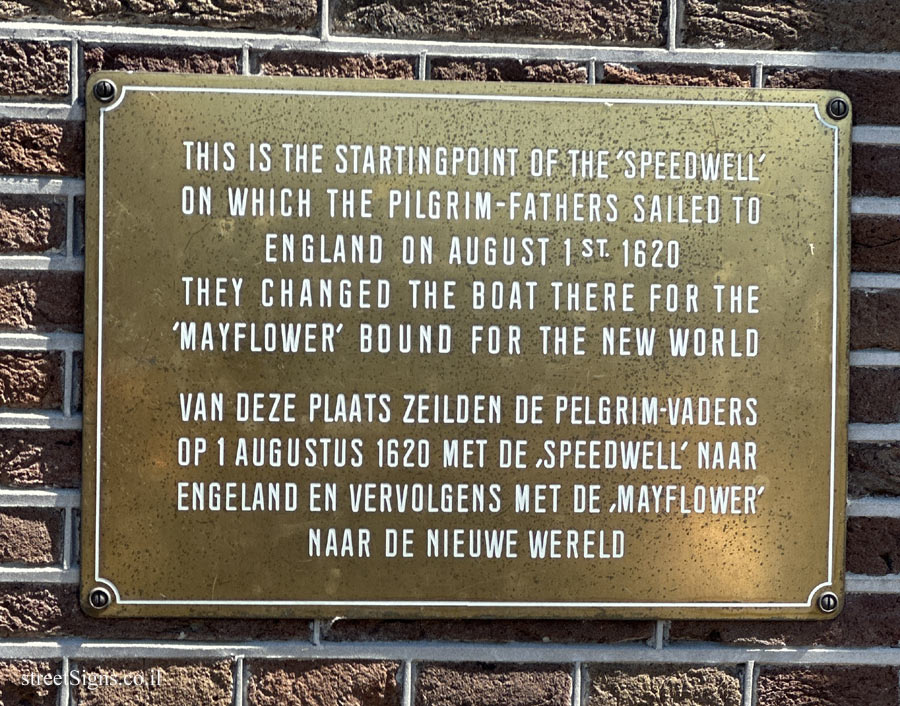 THIS IS THE STARTINGPOINT OF THE 'SPEEDWELL'
ON WHICH THE PILGRIM-FATHERS SAILED TO
ENGLAND ON AUGUST 1 ST. 1620
THEY CHANGED THE BOAT THERE FOR THE
'MAYFLOWER' BOUND FOR THE NEW WORLD
VAN DEZE PLAATS ZEILDEN DE PELGRIM-VADERS
OP 1 AUGUSTUS 1620 MET DE ,SPEEDWELL' NAAR
ENGELAND EN VERVOLGENS MET DE ,MAYFLOWER'
NAAR DE NIEUWE WERELD
streetSigns.co.il